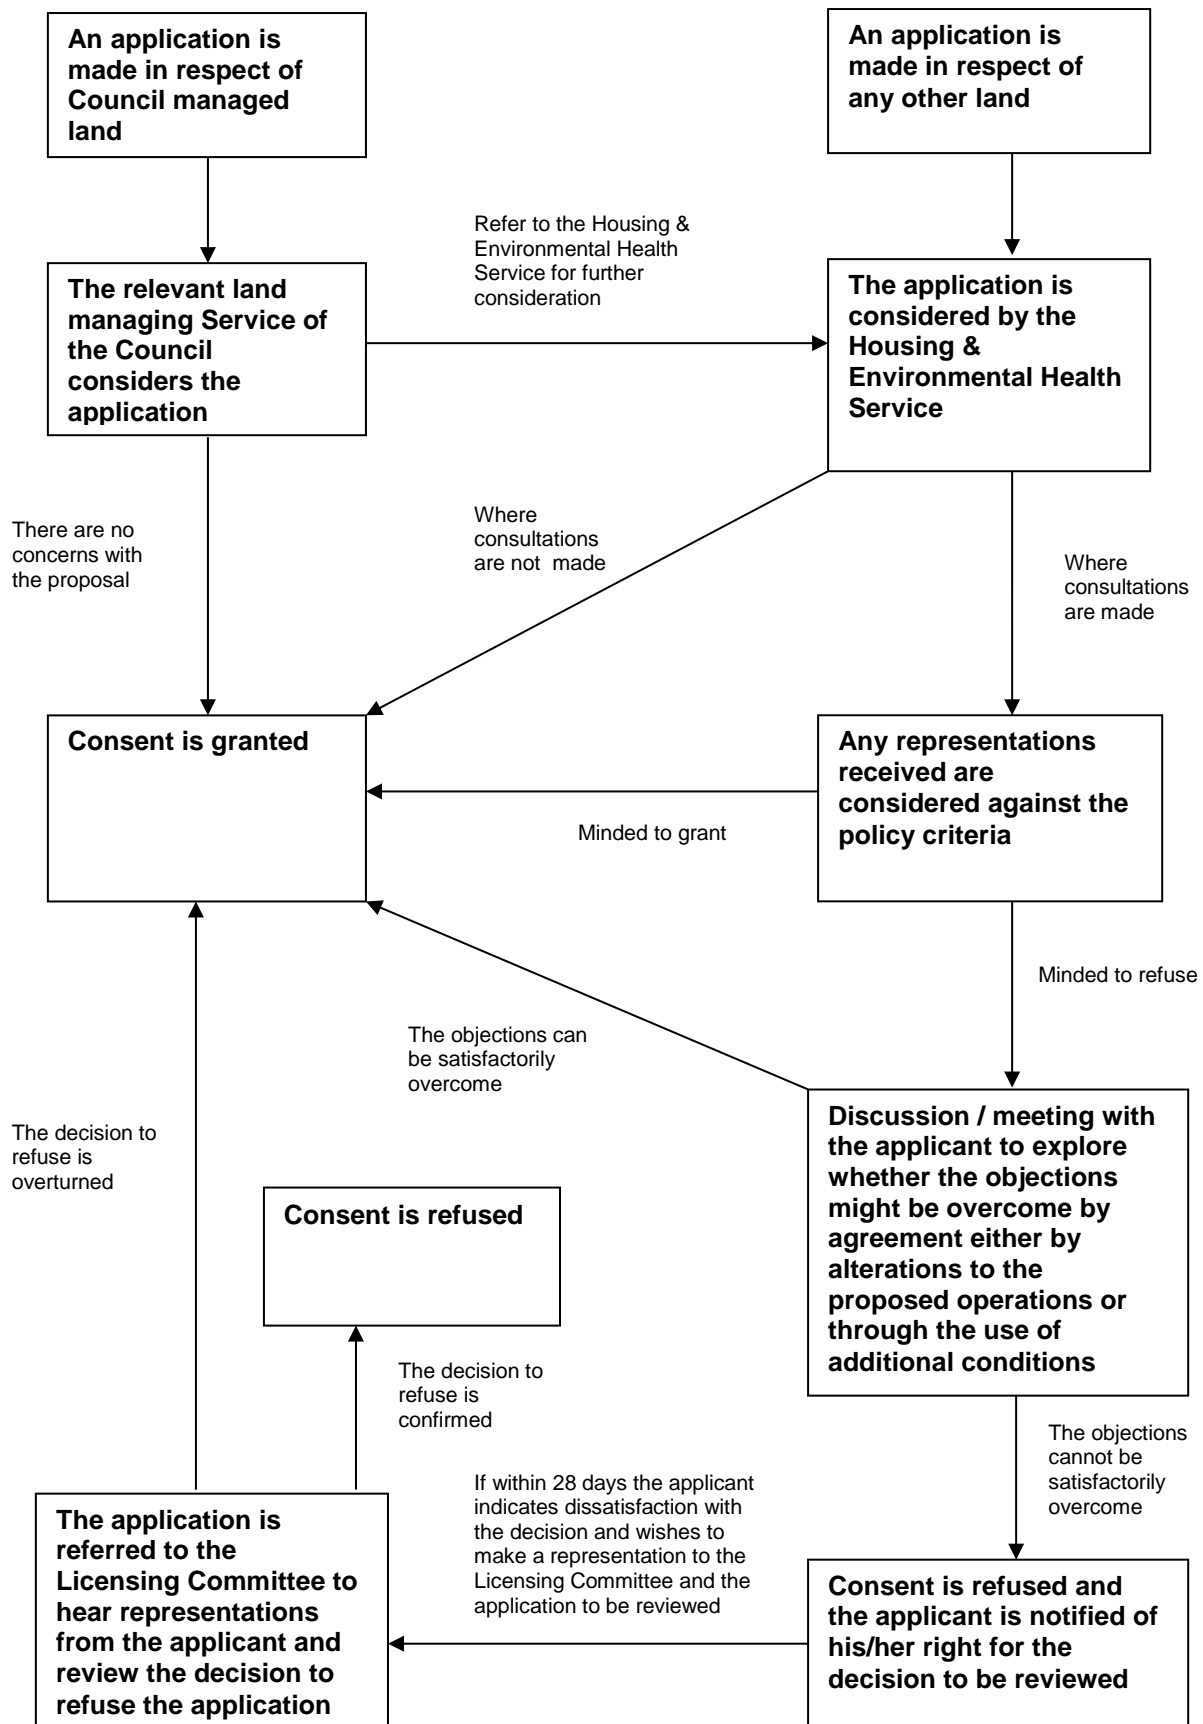 An application is
made in respect of
Council managed
land
An application is
made in respect of
any other land
Refer to the Housing &
Environmental Health
Service for further
consideration
The relevant land
managing Service of
the Council
considers the
application
The application is
considered by the
Housing &
Environmental Health
Service
There are no
concerns with
the proposal
Where
consultations
are not made
Where
consultations
are made
Consent is granted
Any representations
received are
considered against the
policy criteria
Minded to grant
Minded to refuse
The objections can
be satisfactorily
overcome
The decision to
refuse is
overturned
Discussion / meeting with
the applicant to explore
whether the objections
might be overcome by
agreement either by
alterations to the
proposed operations or
through the use of
additional conditions
Consent is refused
The decision to
refuse is
confirmed
The objections
cannot be
satisfactorily
overcome
If within 28 days the applicant
indicates dissatisfaction with
the decision and wishes to
make a representation to the
Licensing Committee and the
application to be reviewed
The application is
referred to the
Licensing Committee to
hear representations
from the applicant and
review the decision to
refuse the application
Consent is refused and
the applicant is notified of
his/her right for the
decision to be reviewed